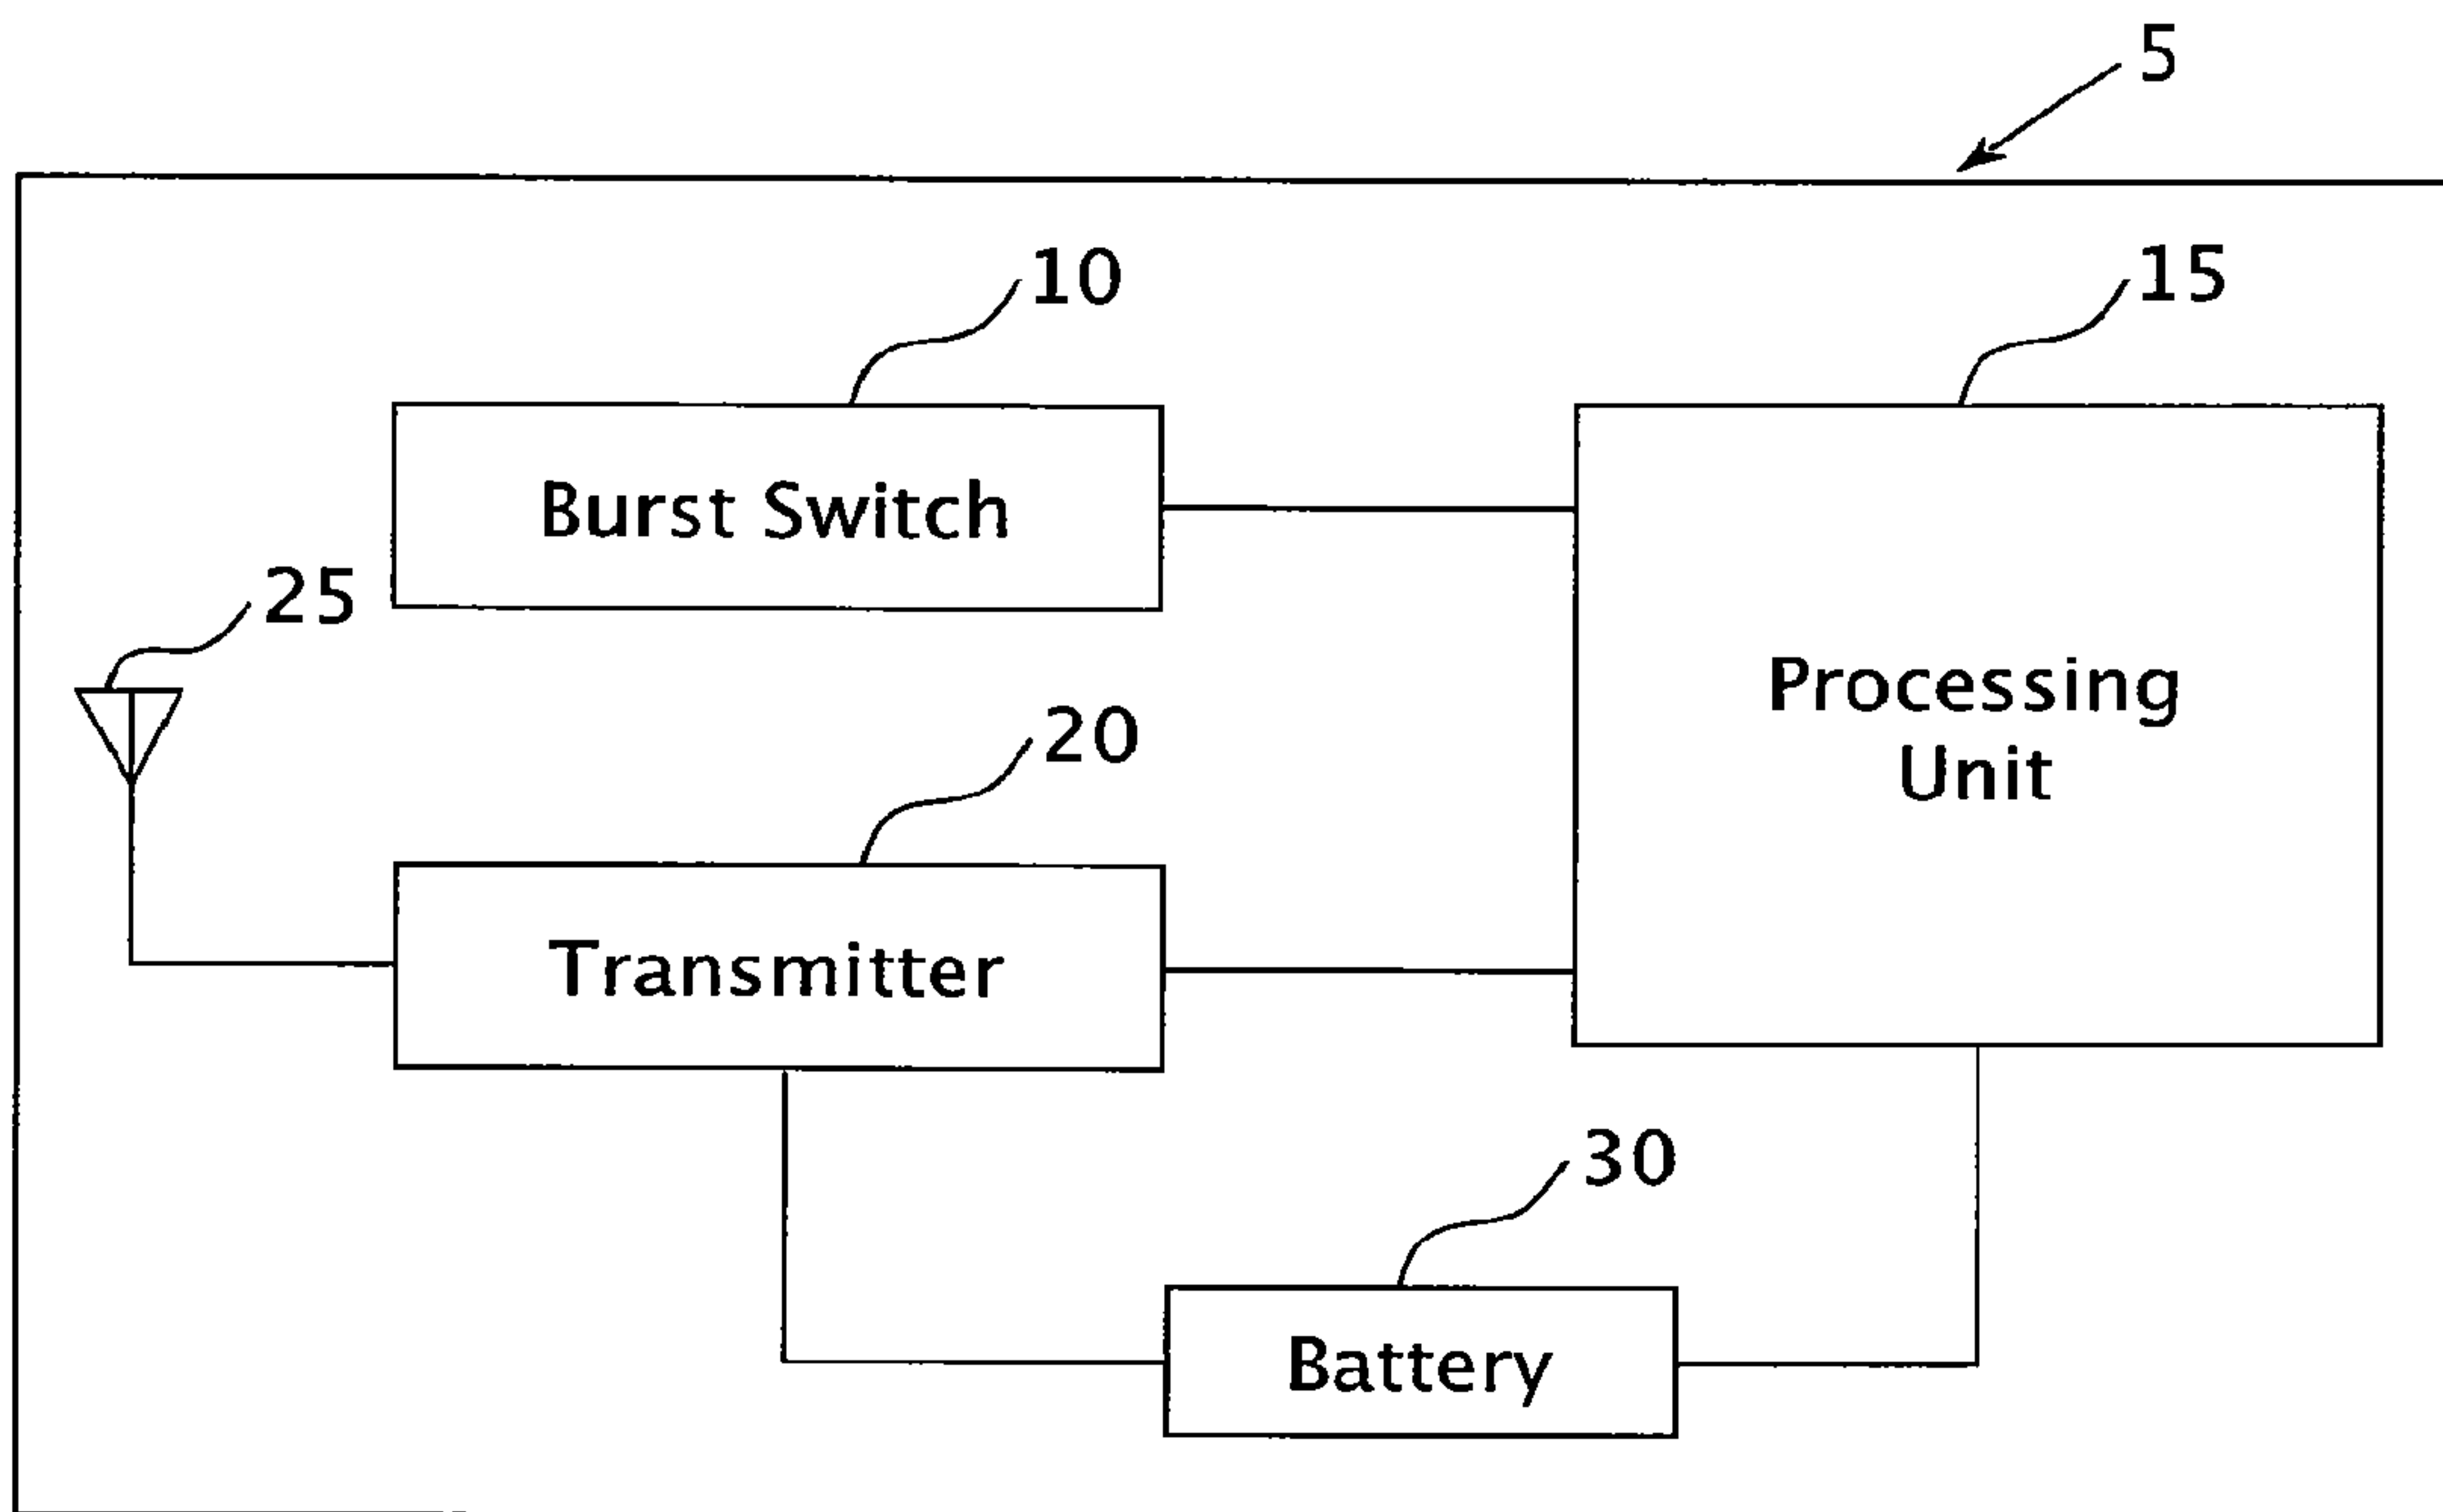 5
10
15
Burst Switch
25
Processing
Unit
20
Transmitter
30
Battery